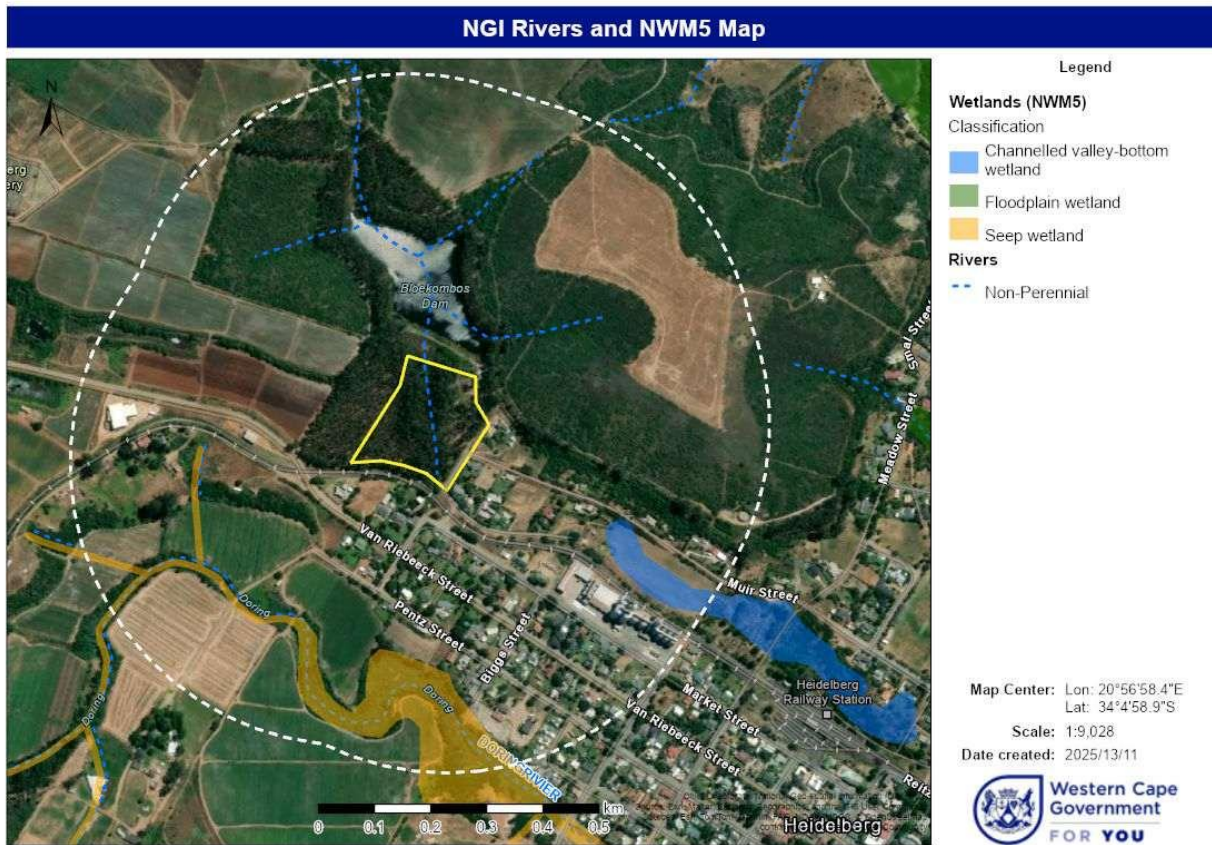 NGI Rivers and NWM5 Map
N
Legend
Wetlands (NWM5)
Classification
Channelled valley-bottom
wetland
Floodplain wetland
Seep wetland
Rivers
Non-Perennial
Bloekombos
Dam
Smal Street
Meadow Street
Van Riebeeck Street
Pentz Street
Biggs Street
Muir Street
Market Street
Van Riebeeck Street
Heidelberg
Railway Station
Doring
Doring
Doring
DORINGRIVIER
Reitz
Heidelberg
km
0 0.1 0.2 0.3 0.4 0.5
Map Center: Lon: 20°56'58.4"E
Lat: 34°4'58.9"S
Scale: 1:9,028
Date created: 2025/13/11
Western Cape
Government
FOR YOU